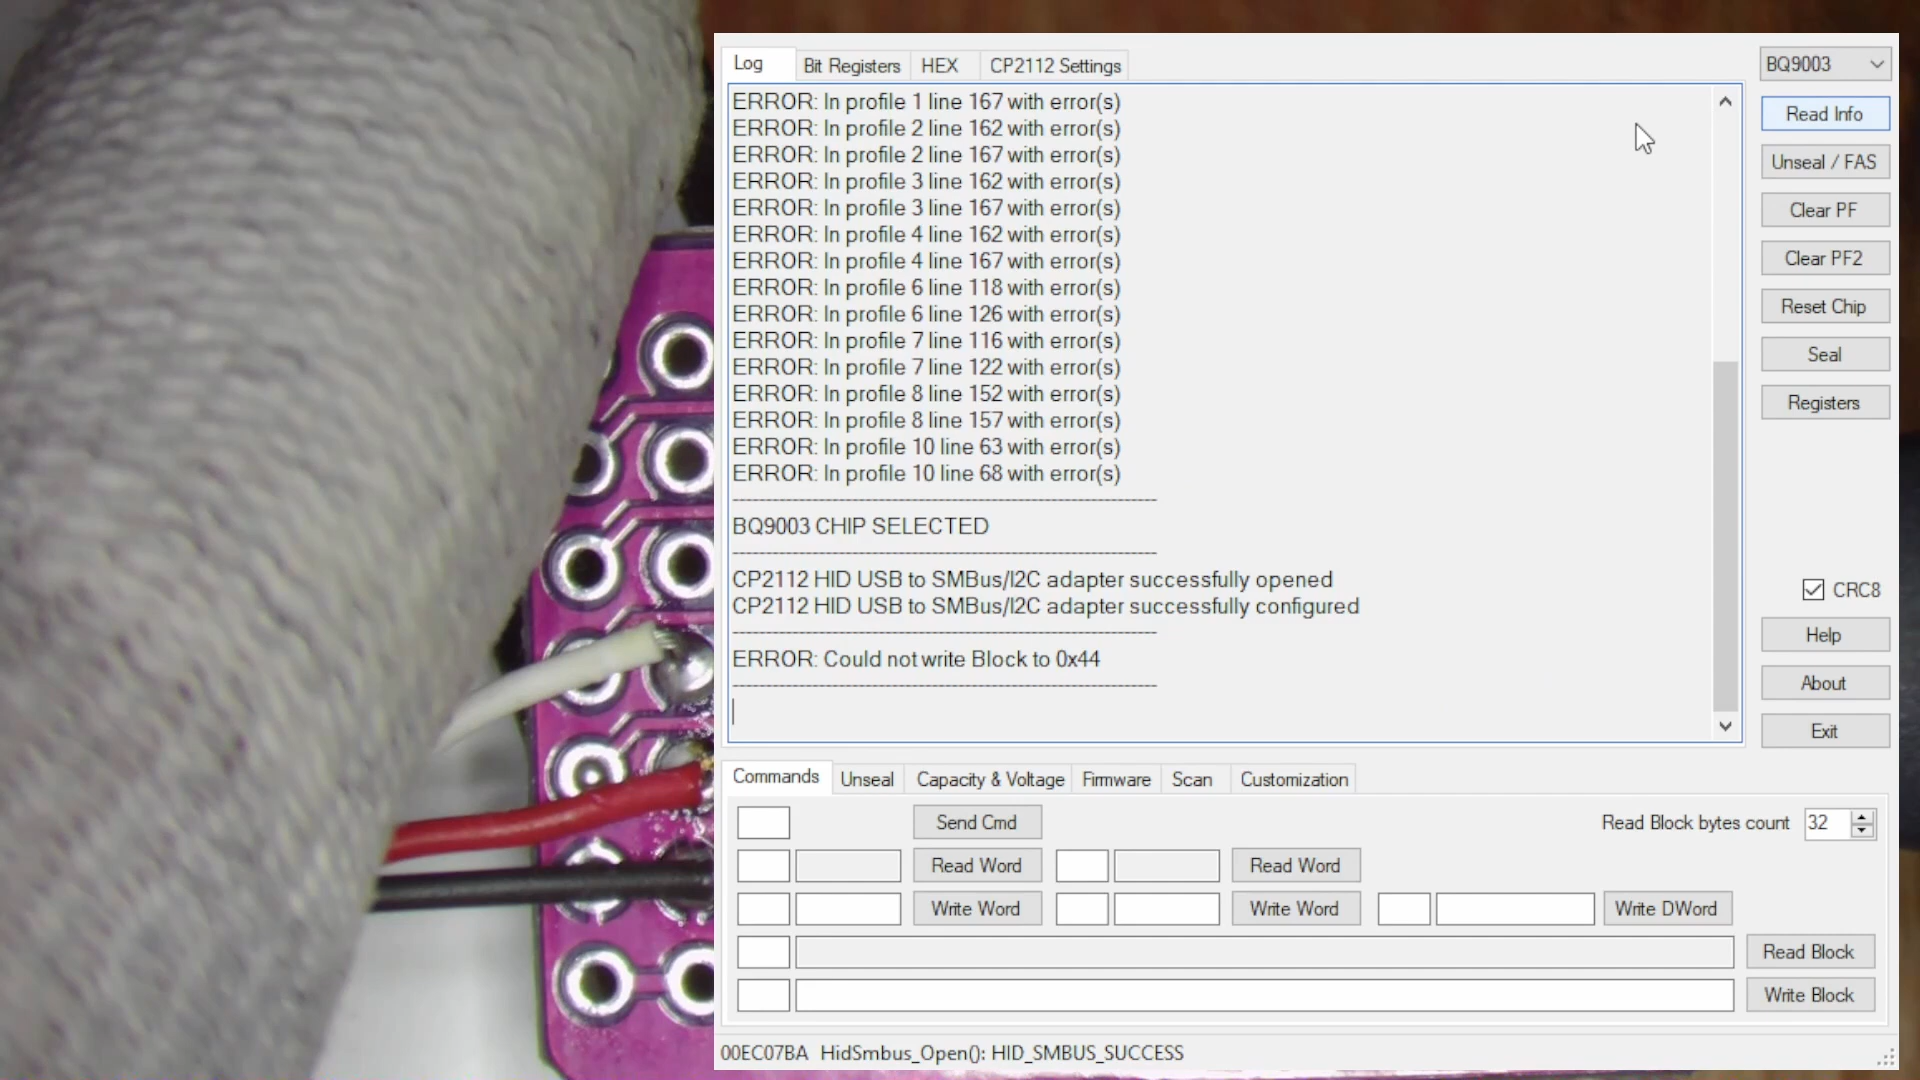 Log Bit Registers HEX CP2112 Settings
BQ9003
ERROR: In profile 1 line 167 with error(s)
ERROR: In profile 2 line 162 with error(s)
ERROR: In profile 2 line 167 with error(s)
ERROR: In profile 3 line 162 with error(s)
ERROR: In profile 3 line 167 with error(s)
ERROR: In profile 4 line 162 with error(s)
ERROR: In profile 4 line 167 with error(s)
ERROR: In profile 6 line 118 with error(s)
ERROR: In profile 6 line 126 with error(s)
ERROR: In profile 7 line 116 with error(s)
ERROR: In profile 7 line 122 with error(s)
ERROR: In profile 8 line 152 with error(s)
ERROR: In profile 8 line 157 with error(s)
ERROR: In profile 10 line 63 with error(s)
ERROR: In profile 10 line 68 with error(s)
BQ9003 CHIP SELECTED
CP2112 HID USB to SMBus/I2C adapter successfully opened
CP2112 HID USB to SMBus/I2C adapter successfully configured
ERROR: Could not write Block to 0x44
Read Info
Unseal / FAS
Clear PF
Clear PF2
Reset Chip
Seal
Registers
CRC8
Help
About
Exit
Commands Unseal Capacity & Voltage Firmware Scan Customization
Send Cmd Read Block bytes count 32
Read Word Read Word
Write Word Write Word Write DWord
Read Block
Write Block
00EC07BA HidSmbus_Open(): HID_SMBUS_SUCCESS